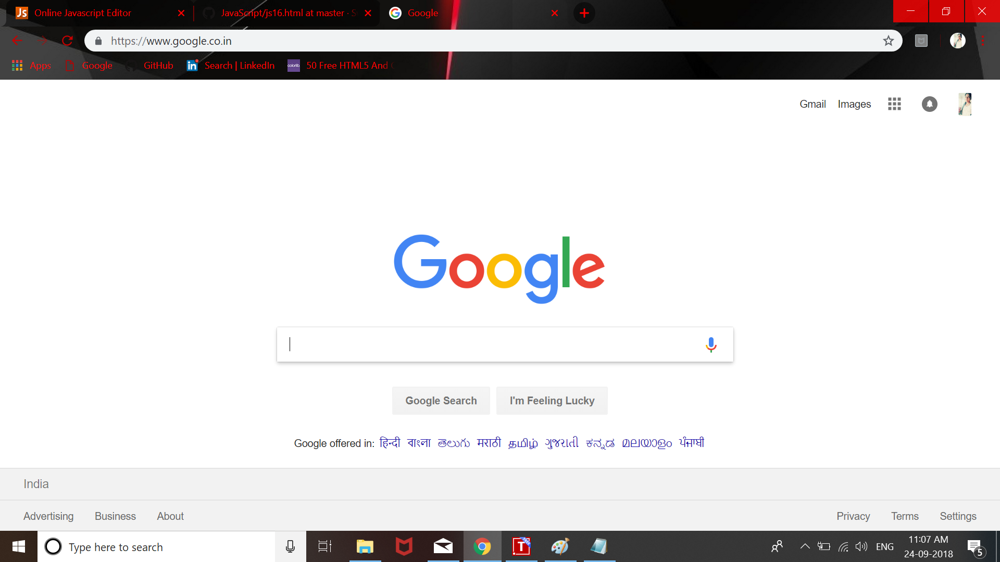 Online Javascript Editor
JavaScript/js16.html at master · S
Google
https://www.google.co.in
Apps Google GitHub Search | LinkedIn 50 Free HTML5 And
Gmail Images
Google
Google Search I'm Feeling Lucky
Google offered in: हिन्दी বাংলা తెలుగు मराठी தமிழ் ગુજરાતી ಕನ್ನಡ മലയാളം ਪੰਜਾਬੀ
India
Advertising Business About Privacy Terms Settings
Type here to search
ENG
11:07 AM
24-09-2018
5